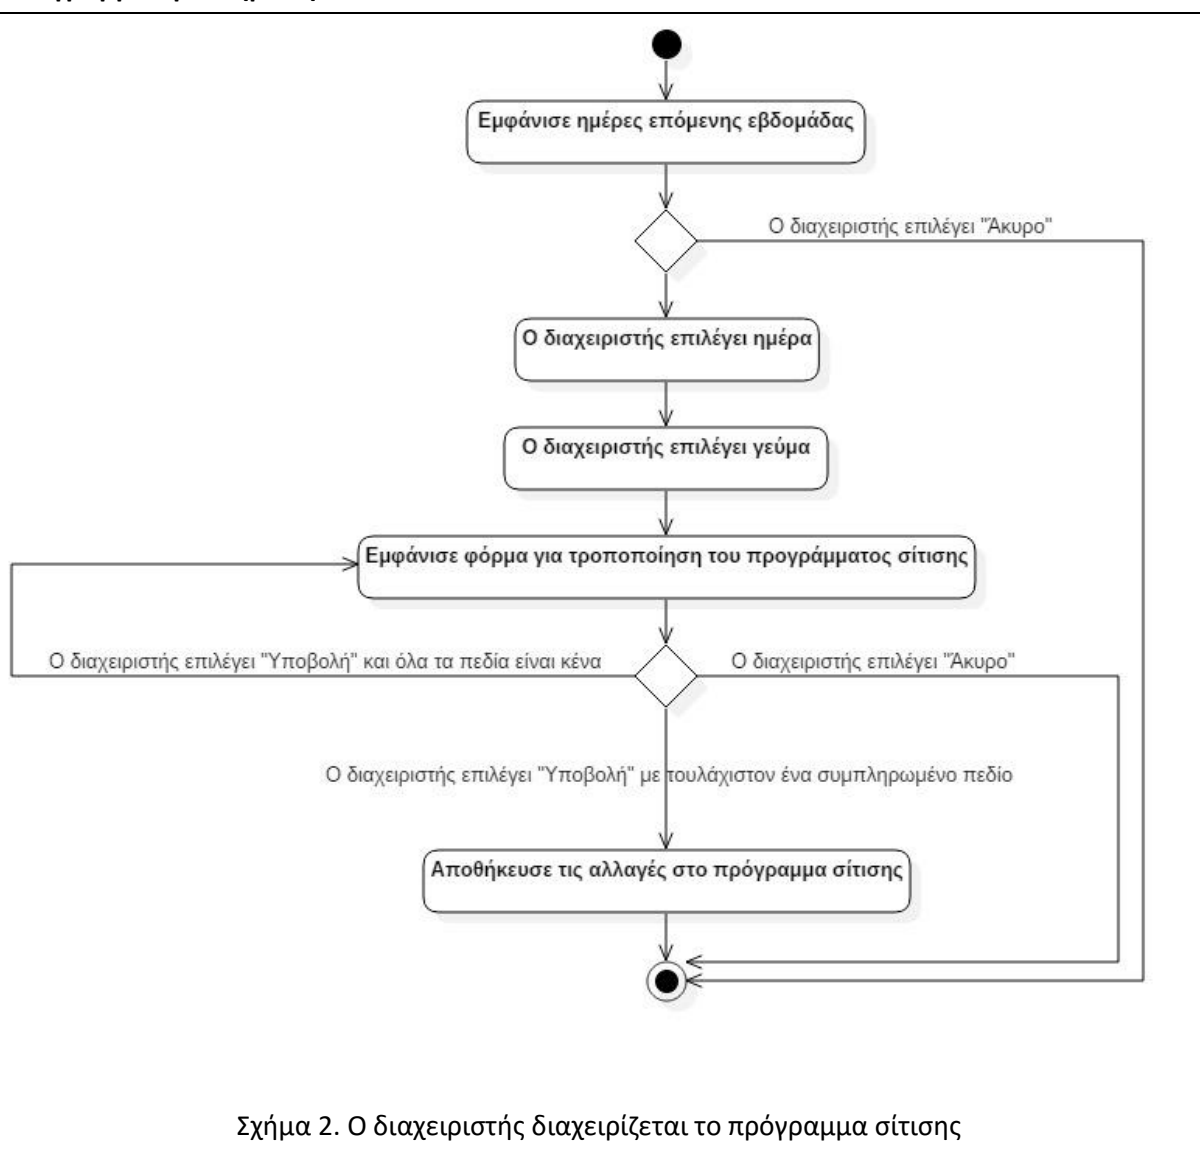 Εμφάνισε ημέρες επόμενης εβδομάδας
Ο διαχειριστής επιλέγει "Άκυρο"
Ο διαχειριστής επιλέγει ημέρα
Ο διαχειριστής επιλέγει γεύμα
Εμφάνισε φόρμα για τροποποίηση του προγράμματος σίτισης
Ο διαχειριστής επιλέγει "Υποβολή" και όλα τα πεδία είναι κένα
Ο διαχειριστής επιλέγει "Άκυρο"
Ο διαχειριστής επιλέγει "Υποβολή" με τουλάχιστον ένα συμπληρωμένο πεδίο
Αποθήκευσε τις αλλαγές στο πρόγραμμα σίτισης
Σχήμα 2. Ο διαχειριστής διαχειρίζεται το πρόγραμμα σίτισης